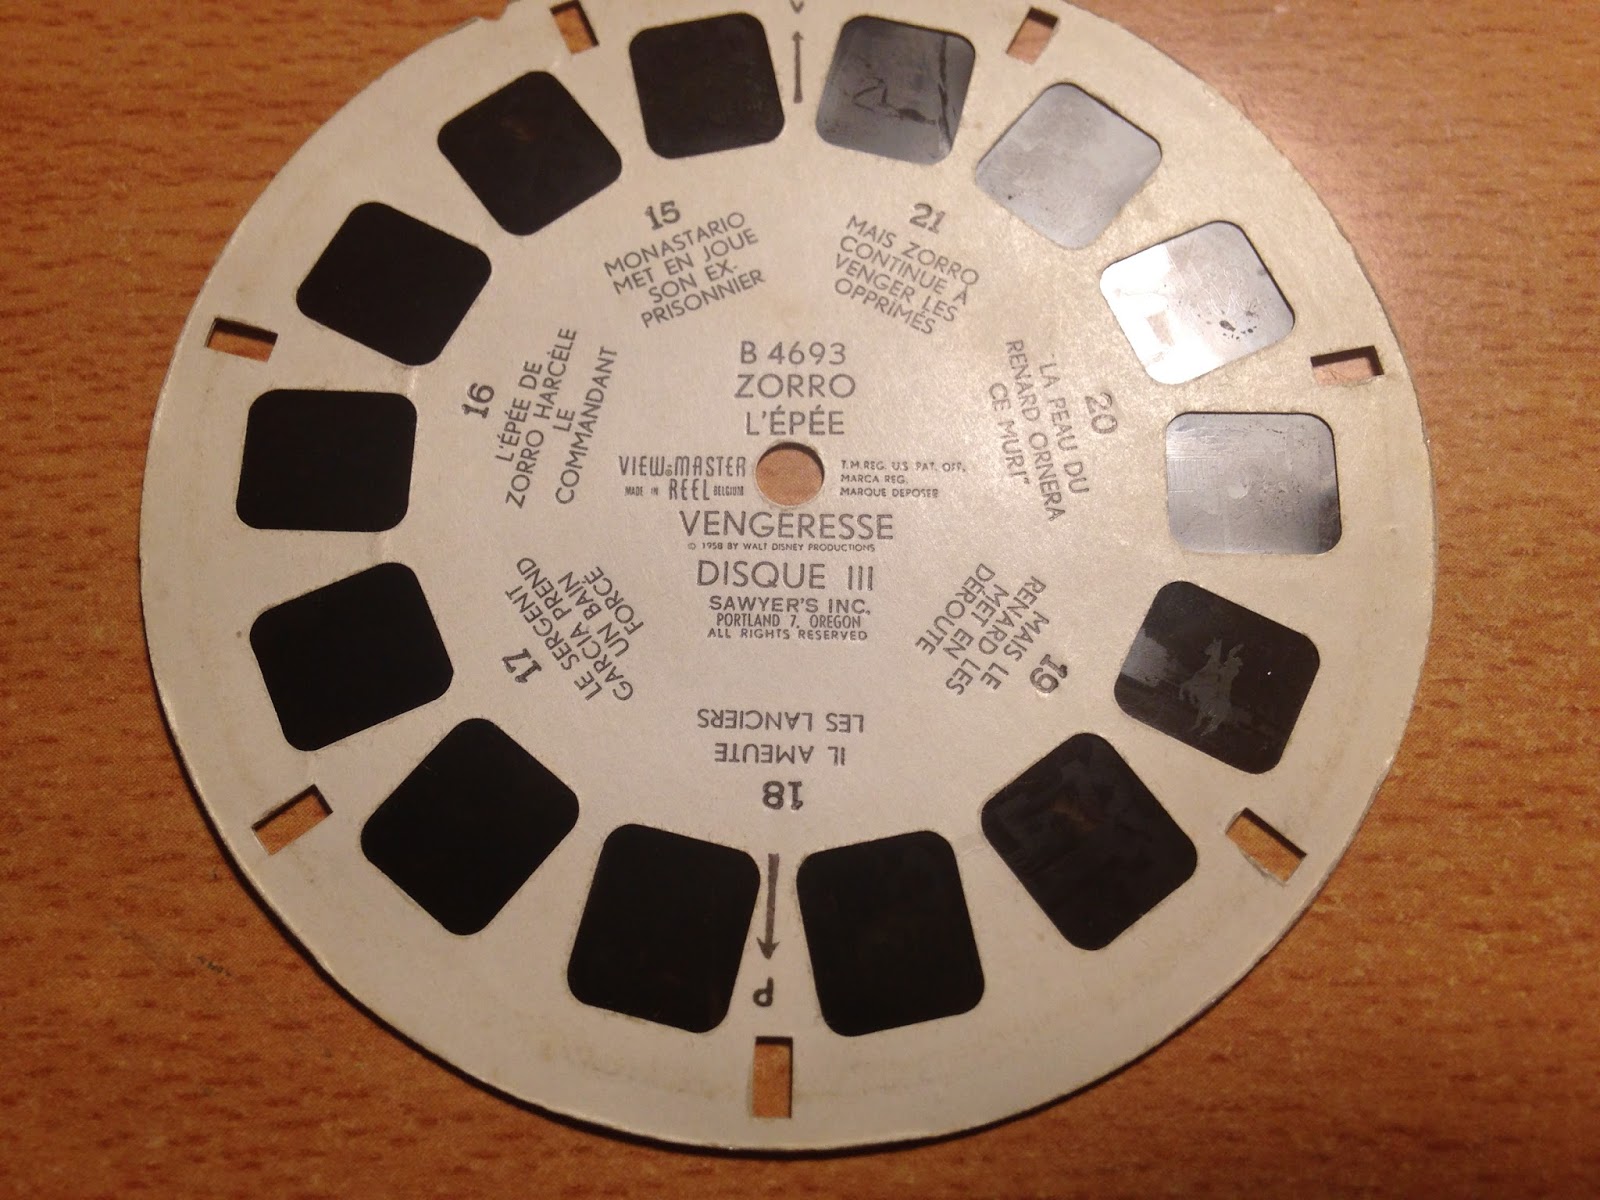 B 4693
ZORRO
L'ÉPÉE
VIEW-MASTER
MADE IN REEL BELGIUM
T.M. REG. U.S. PAT. OFF.
MARCA REG.
MARQUE DEPOSEE
VENGERESSE
© 1958 BY WALT DISNEY PRODUCTIONS
DISQUE III
SAWYER'S INC.
PORTLAND 7, OREGON
ALL RIGHTS RESERVED
15
MONASTARIO
MET EN JOUE
SON EX-
PRISONNIER
16
L'ÉPÉE DE
ZORRO HARCÈLE
LE
COMMANDANT
17
LE SERGENT
GARCIA PREND
UN BAIN
FORCÉ
18
IL AMEUTE
LES LANCIERS
19
MAIS LE
RENARD LES
MET EN
DÉROUTE
20
"LA PEAU DU
RENARD ORNERA
CE MUR!"
21
MAIS ZORRO
CONTINUE À
VENGER LES
OPPRIMÉS
P